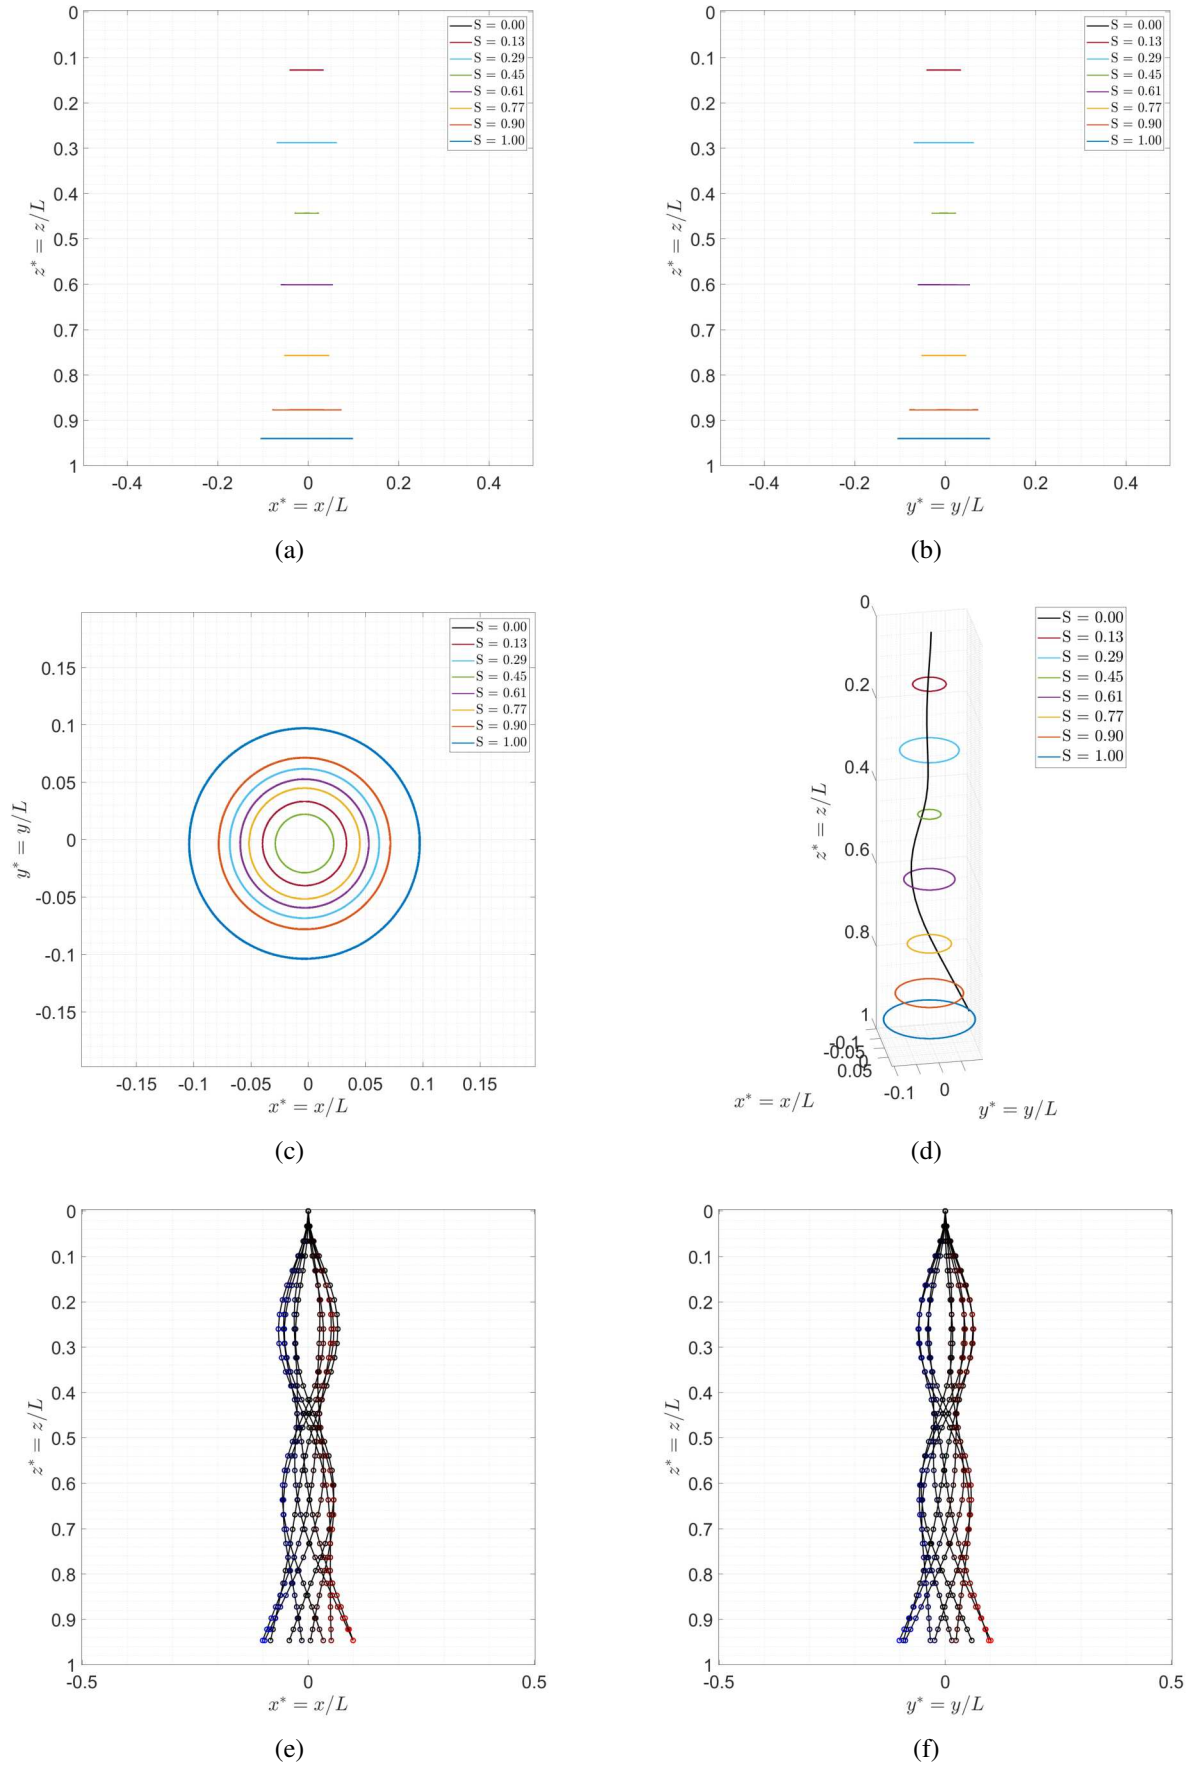 0
0.1
0.2
0.3
0.4
0.5
0.6
0.7
0.8
0.9
1
z* = z/L
-0.4 -0.2 0 0.2 0.4
x* = x/L
S = 0.00
S = 0.13
S = 0.29
S = 0.45
S = 0.61
S = 0.77
S = 0.90
S = 1.00
(a)
0
0.1
0.2
0.3
0.4
0.5
0.6
0.7
0.8
0.9
1
z* = z/L
-0.4 -0.2 0 0.2 0.4
y* = y/L
S = 0.00
S = 0.13
S = 0.29
S = 0.45
S = 0.61
S = 0.77
S = 0.90
S = 1.00
(b)
0.15
0.1
0.05
0
-0.05
-0.1
-0.15
y* = y/L
-0.15 -0.1 -0.05 0 0.05 0.1 0.15
x* = x/L
S = 0.00
S = 0.13
S = 0.29
S = 0.45
S = 0.61
S = 0.77
S = 0.90
S = 1.00
(c)
0
0.2
0.4
0.6
0.8
1
z* = z/L
-0.1
-0.05
0
0.05
x* = x/L
-0.1 0
y* = y/L
S = 0.00
S = 0.13
S = 0.29
S = 0.45
S = 0.61
S = 0.77
S = 0.90
S = 1.00
(d)
0
0.1
0.2
0.3
0.4
0.5
0.6
0.7
0.8
0.9
1
z* = z/L
-0.5 0 0.5
x* = x/L
(e)
0
0.1
0.2
0.3
0.4
0.5
0.6
0.7
0.8
0.9
1
z* = z/L
-0.5 0 0.5
y* = y/L
(f)